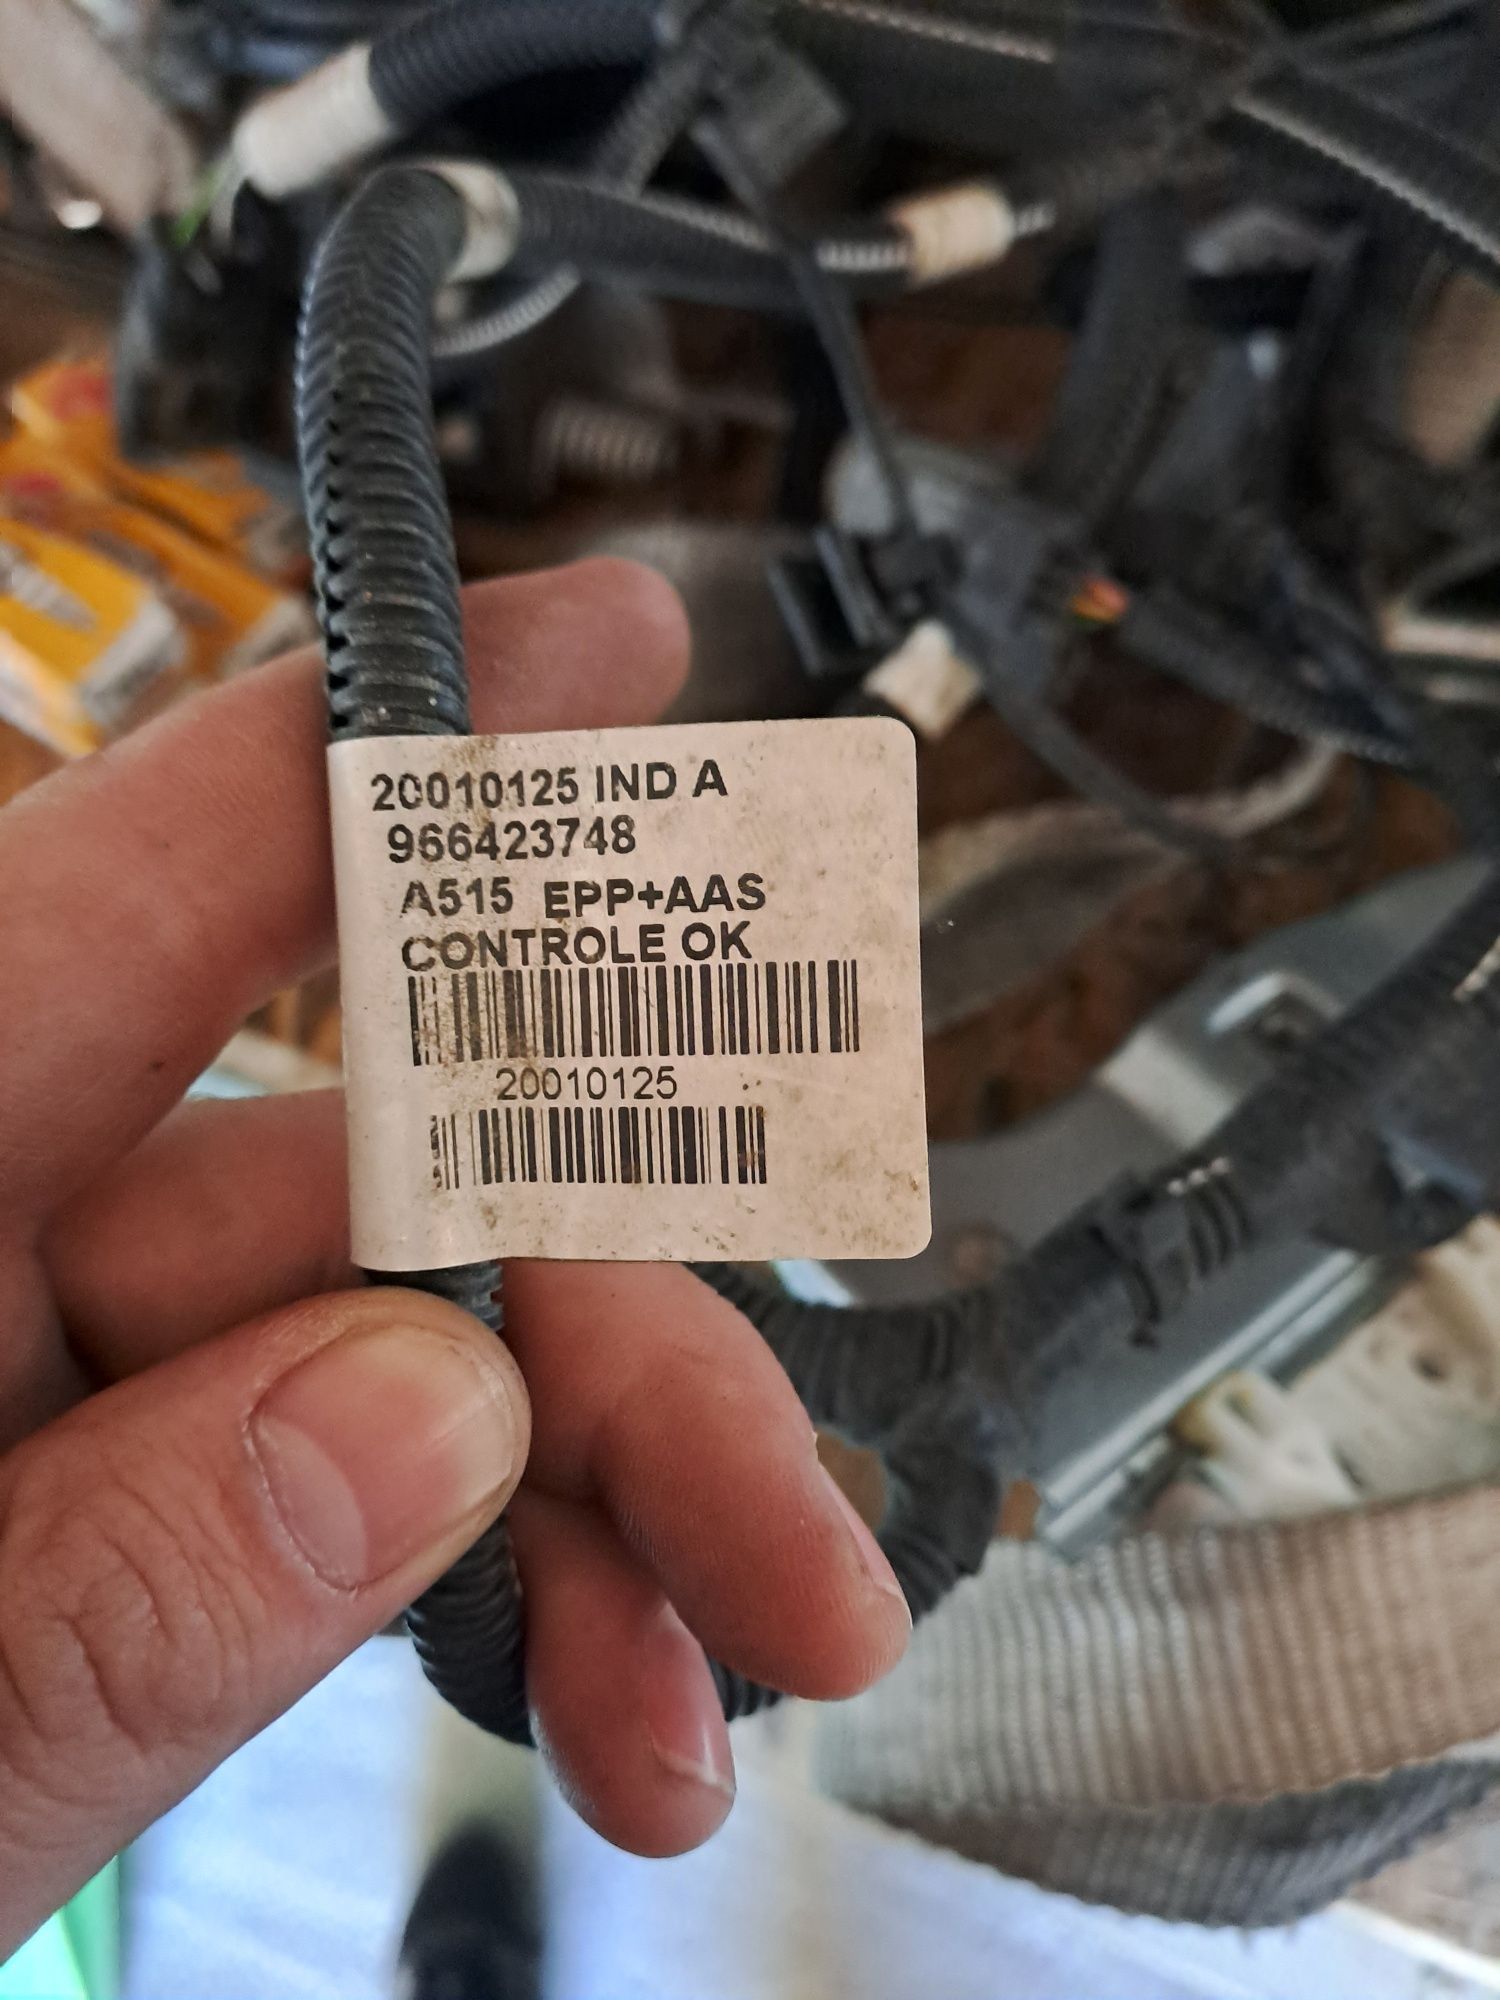 20010125 IND A
966423748
A515 EPP+AAS
CONTROLE OK
20010125